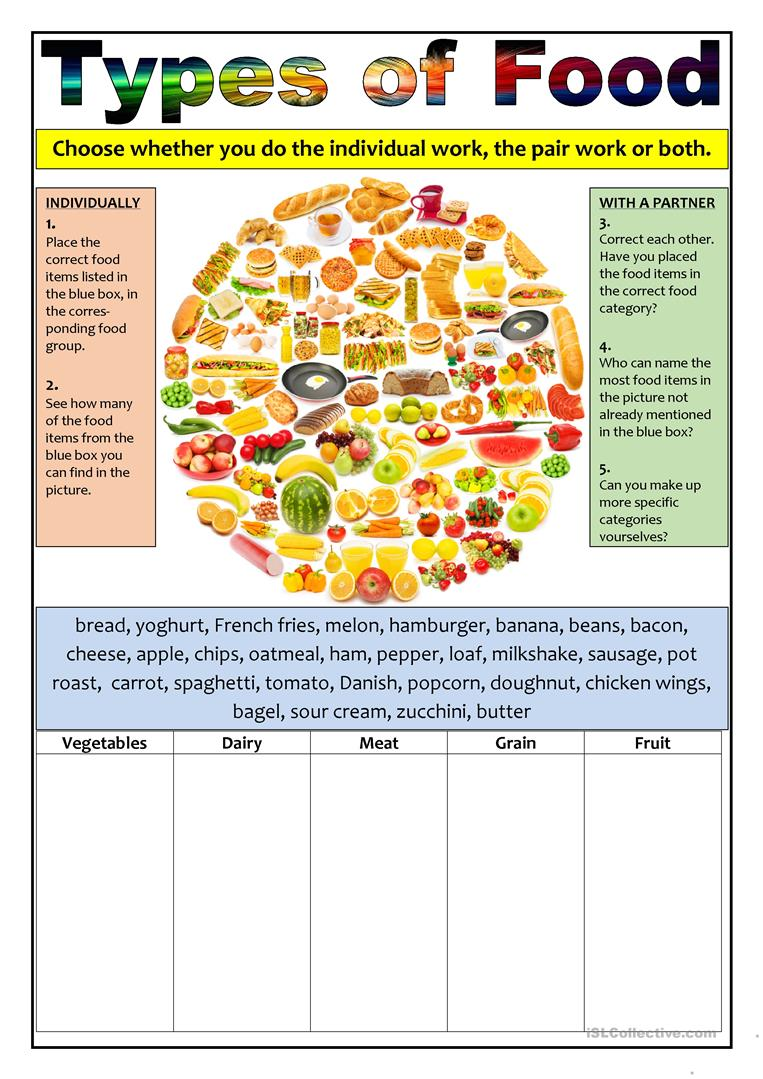 Types of Food
Choose whether you do the individual work, the pair work or both.
INDIVIDUALLY
1.
Place the
correct food
items listed in
the blue box, in
the corres-
ponding food
group.
2.
See how many
of the food
items from the
blue box you
can find in the
picture.
WITH A PARTNER
3.
Correct each other.
Have you placed
the food items in
the correct food
category?
4.
Who can name the
most food items in
the picture not
already mentioned
in the blue box?
5.
Can you make up
more specific
categories
yourselves?
bread, yoghurt, French fries, melon, hamburger, banana, beans, bacon,
cheese, apple, chips, oatmeal, ham, pepper, loaf, milkshake, sausage, pot
roast, carrot, spaghetti, tomato, Danish, popcorn, doughnut, chicken wings,
bagel, sour cream, zucchini, butter
Vegetables Dairy Meat Grain Fruit
iSLCollective.com